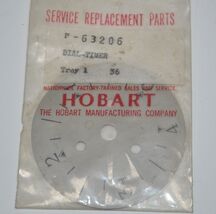 SERVICE REPLACEMENT PARTS
P-63206
DIAL-TIMER
Troy 1 36
NATIONWIDE FACTORY-TRAINED SALES AND SERVICE
HOBART
THE HOBART MANUFACTURING COMPANY